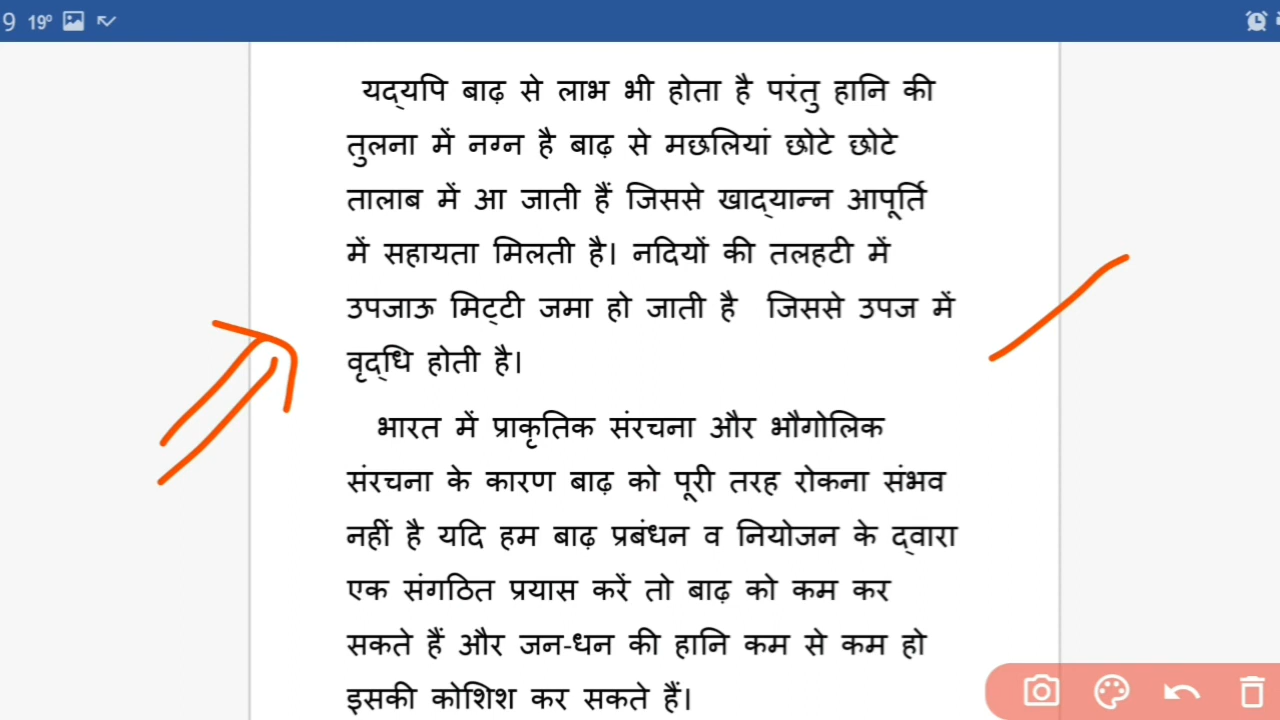 9 19°
यद्यपि बाढ़ से लाभ भी होता है परंतु हानि की
तुलना में नग्न है बाढ़ से मछलियां छोटे छोटे
तालाब में आ जाती हैं जिससे खाद्यान्न आपूर्ति
में सहायता मिलती है। नदियों की तलहटी में
उपजाऊ मिट्टी जमा हो जाती है जिससे उपज में
वृद्धि होती है।
भारत में प्राकृतिक संरचना और भौगोलिक
संरचना के कारण बाढ़ को पूरी तरह रोकना संभव
नहीं है यदि हम बाढ़ प्रबंधन व नियोजन के द्वारा
एक संगठित प्रयास करें तो बाढ़ को कम कर
सकते हैं और जन-धन की हानि कम से कम हो
इसकी कोशिश कर सकते हैं।